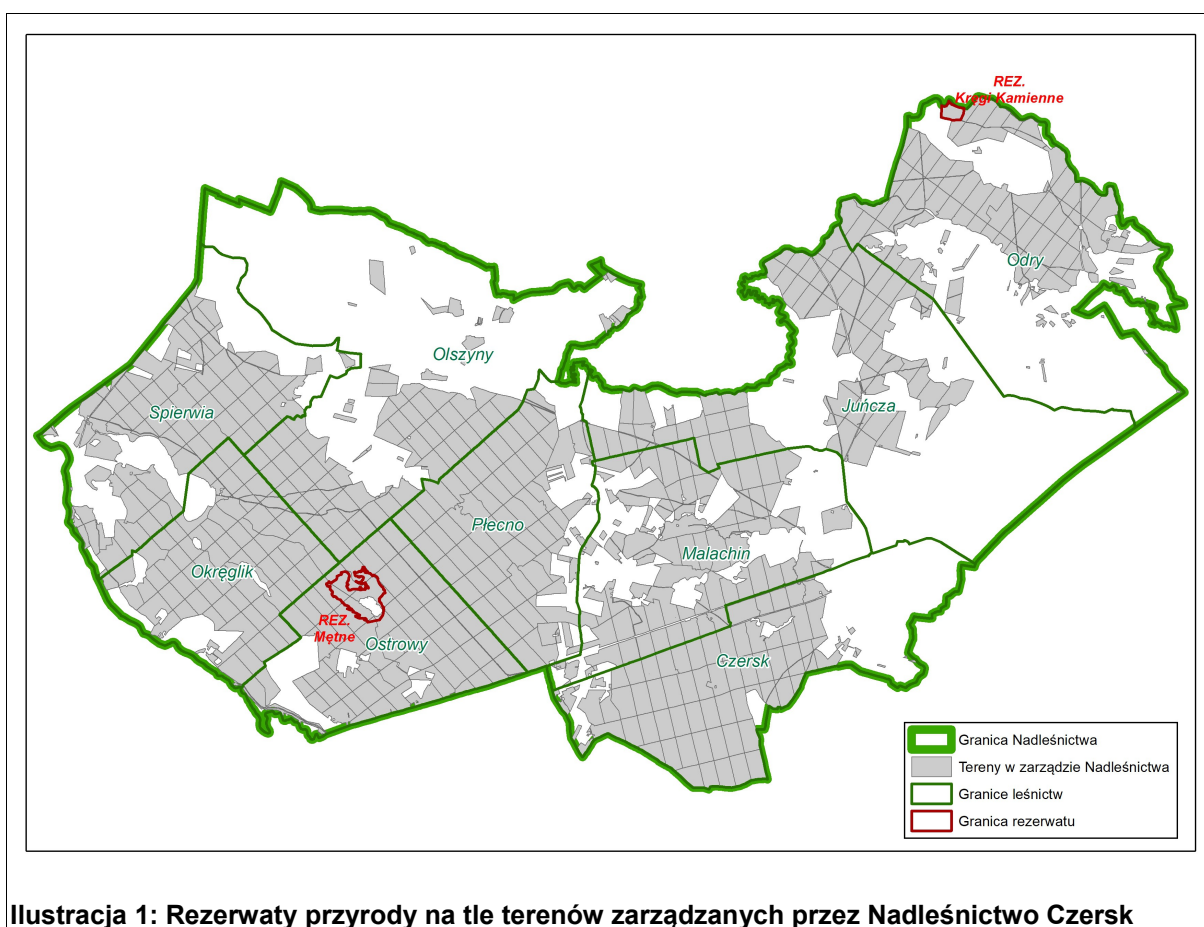 REZ.
Kręgi Kamienne
Odry
Olszyny
Spierwia
Juńcza
Płecno
Malachin
Okręglik
REZ.
Mętne
Ostrowy
Czersk
Granica Nadleśnictwa
Tereny w zarządzie Nadleśnictwa
Granice leśnictw
Granica rezerwatu
Ilustracja 1: Rezerwaty przyrody na tle terenów zarządzanych przez Nadleśnictwo Czersk